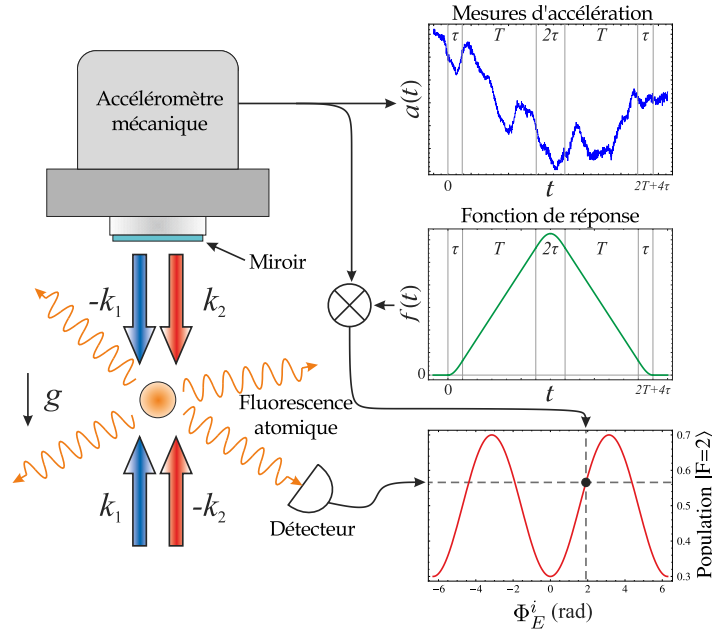 Mesures d'accélération
τ T 2τ T τ
a(t)
0 t 2T+4τ
Accéléromètre
mécanique
Miroir
-k₁ k₂
g
Fluorescence
atomique
k₁ -k₂
Détecteur
Fonction de réponse
τ T 2τ T τ
f(t)
0
0 t 2T+4τ
0.7
0.6
0.5
0.4
0.3
Population |F=2⟩
−6 −4 −2 0 2 4 6
Φ_E^i (rad)